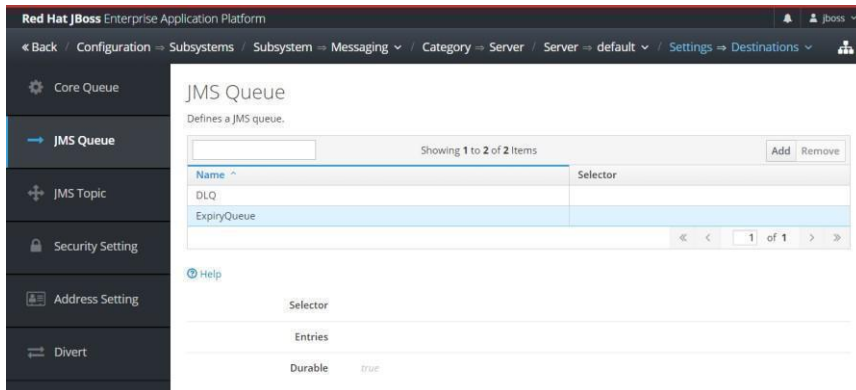 Red Hat JBoss Enterprise Application Platform jboss
« Back / Configuration ⇒ Subsystems / Subsystem ⇒ Messaging / Category ⇒ Server / Server ⇒ default / Settings ⇒ Destinations
Core Queue
JMS Queue
JMS Topic
Security Setting
Address Setting
Divert
JMS Queue
Defines a JMS queue.
Showing 1 to 2 of 2 Items Add Remove
Name ^ Selector
DLQ
ExpiryQueue
« < 1 of 1 > »
Help
Selector
Entries
Durable true